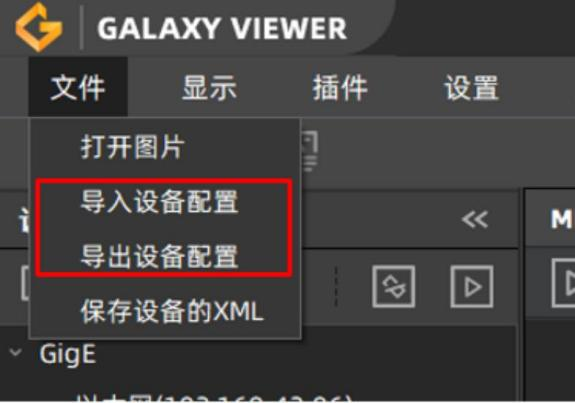 GALAXY VIEWER
文件 显示 插件 设置
打开图片
导入设备配置
导出设备配置
保存设备的XML
GigE